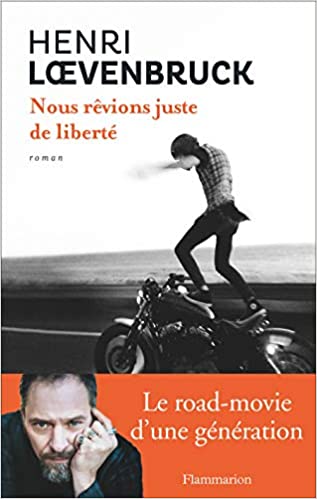 HENRI
LŒVENBRUCK
Nous rêvions juste
de liberté
roman
Le road-movie
d'une génération
Flammarion